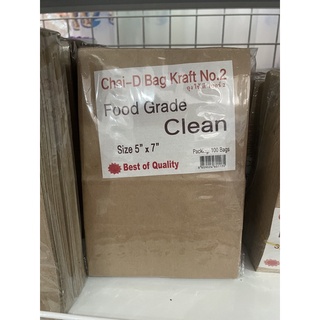 Chai-D Bag Kraft No.2
Food Grade
Clean
Size 5" x 7"
Packing 100 Bags
Best of Quality